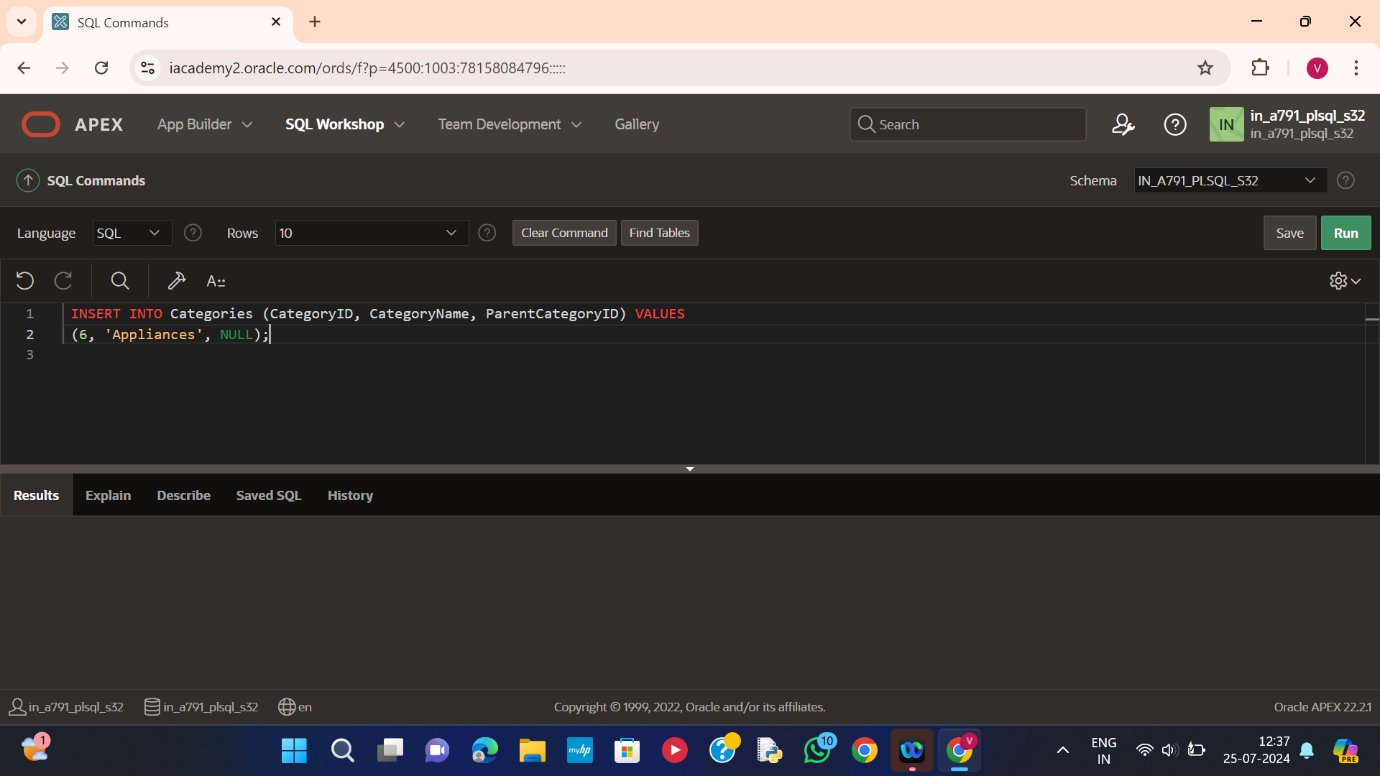 SQL Commands
iacademy2.oracle.com/ords/f?p=4500:1003:78158084796:::::
V
APEX
App Builder
SQL Workshop
Team Development
Gallery
Search
IN
in_a791_plsql_s32
in_a791_plsql_s32
SQL Commands
Schema
IN_A791_PLSQL_S32
Language
SQL
Rows
10
Clear Command
Find Tables
Save
Run
A::
1 INSERT INTO Categories (CategoryID, CategoryName, ParentCategoryID) VALUES
2 (6, 'Appliances', NULL);
3
Results
Explain
Describe
Saved SQL
History
in_a791_plsql_s32
in_a791_plsql_s32
en
Copyright © 1999, 2022, Oracle and/or its affiliates.
Oracle APEX 22.2.1
1
myhp
10
V
ENG
IN
12:37
25-07-2024
PRE